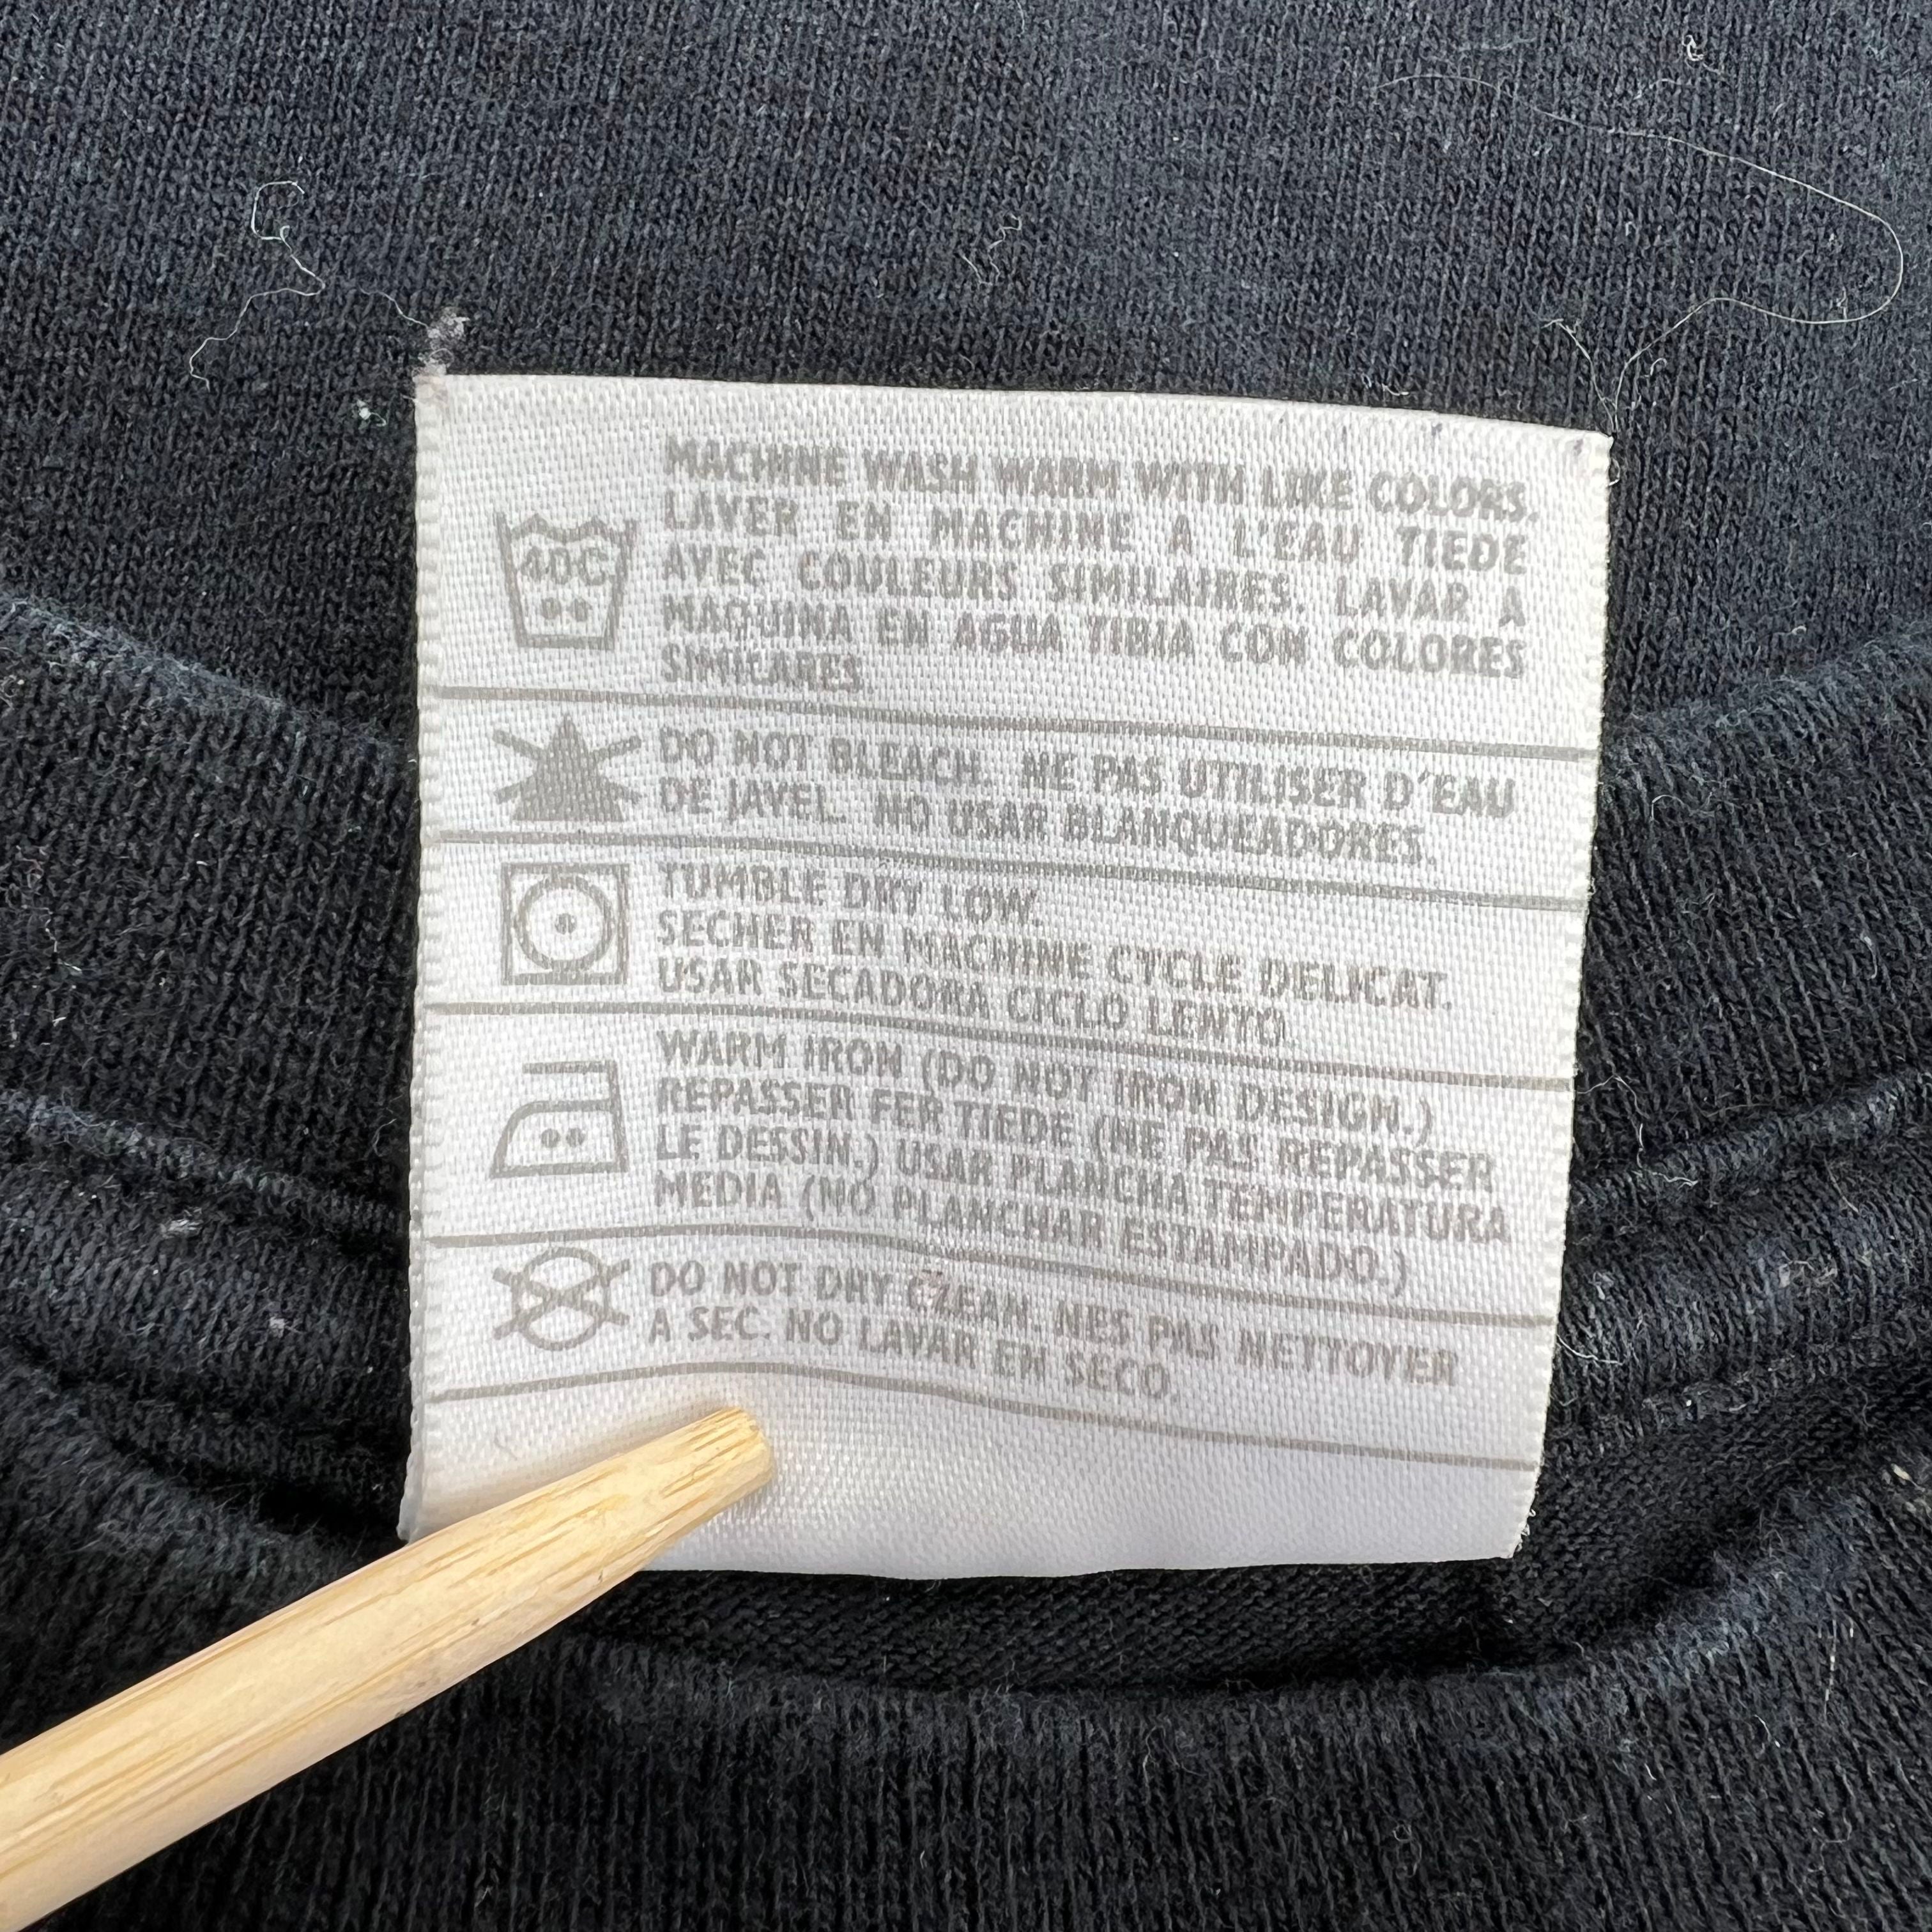 MACHINE WASH WARM WITH LIKE COLORS.
LAVER EN MACHINE A L'EAU TIEDE
AVEC COULEURS SIMILAIRES. LAVAR A
MAQUINA EN AGUA TIBIA CON COLORES
SIMILARES.
40C
DO NOT BLEACH. NE PAS UTILISER D'EAU
DE JAVEL. NO USAR BLANQUEADORES.
TUMBLE DRY LOW.
SECHER EN MACHINE CYCLE DELICAT.
USAR SECADORA CICLO LENTO.
WARM IRON (DO NOT IRON DESIGN.)
REPASSER FER TIEDE (NE PAS REPASSER
LE DESSIN.) USAR PLANCHA TEMPERATURA
MEDIA (NO PLANCHAR ESTAMPADO.)
DO NOT DRY CLEAN. NES PAS NETTOYER
A SEC. NO LAVAR EN SECO